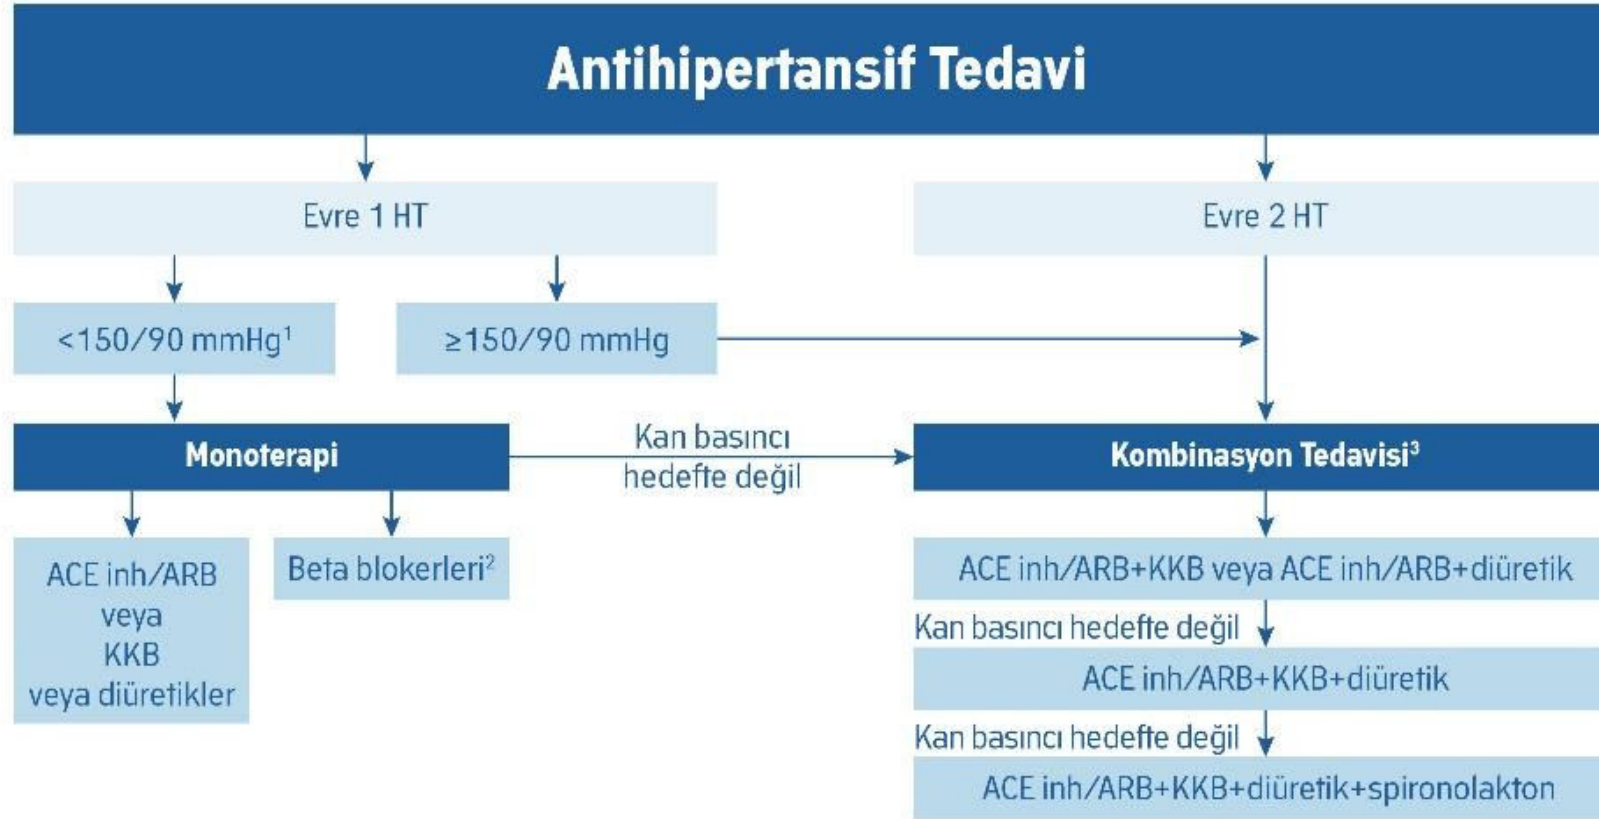 Antihipertansif Tedavi
Evre 1 HT
Evre 2 HT
<150/90 mmHg¹
≥150/90 mmHg
Monoterapi
Kan basıncı
hedefte değil
Kombinasyon Tedavisi³
ACE inh/ARB
veya
KKB
veya diüretikler
Beta blokerleri²
ACE inh/ARB+KKB veya ACE inh/ARB+diüretik
Kan basıncı hedefte değil
ACE inh/ARB+KKB+diüretik
Kan basıncı hedefte değil
ACE inh/ARB+KKB+diüretik+spironolakton